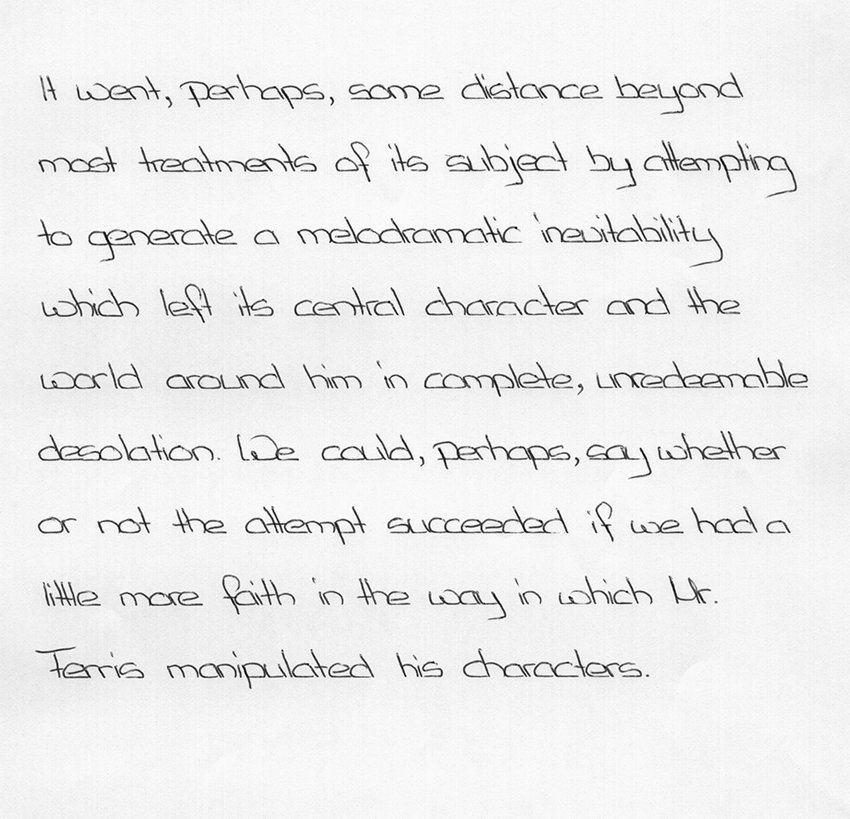 It went, perhaps, some distance beyond
most treatments of its subject by attempting
to generate a melodramatic inevitability
which left its central character and the
world around him in complete, unredeemable
desolation. We could, perhaps, say whether
or not the attempt succeeded if we had a
little more faith in the way in which Mr.
Ferris manipulated his characters.